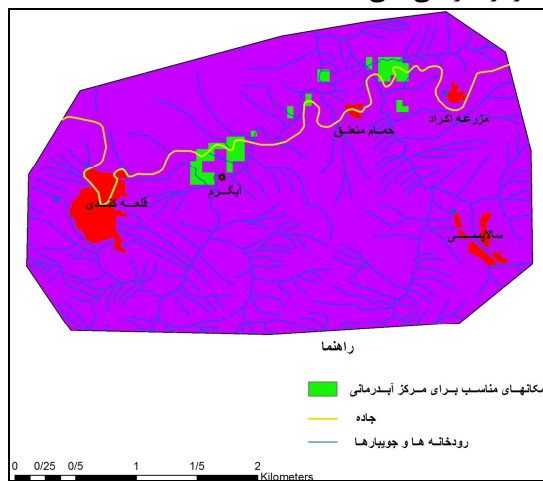 مزرعه اکراد
حمام متعلق
آبگرم
قلعه کندی
سالابستی
راهنما
مکانهای مناسب برای مرکز آبدرمانی
جاده
رودخانه ها و جویبارها
0 0/25 0/5 1 1/5 2
Kilometers